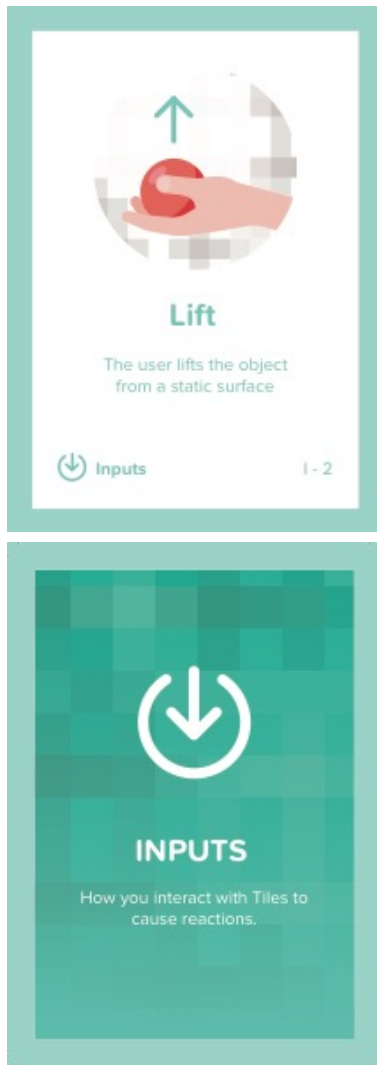 Lift
The user lifts the object
from a static surface
Inputs
I - 2
INPUTS
How you interact with Tiles to
cause reactions.